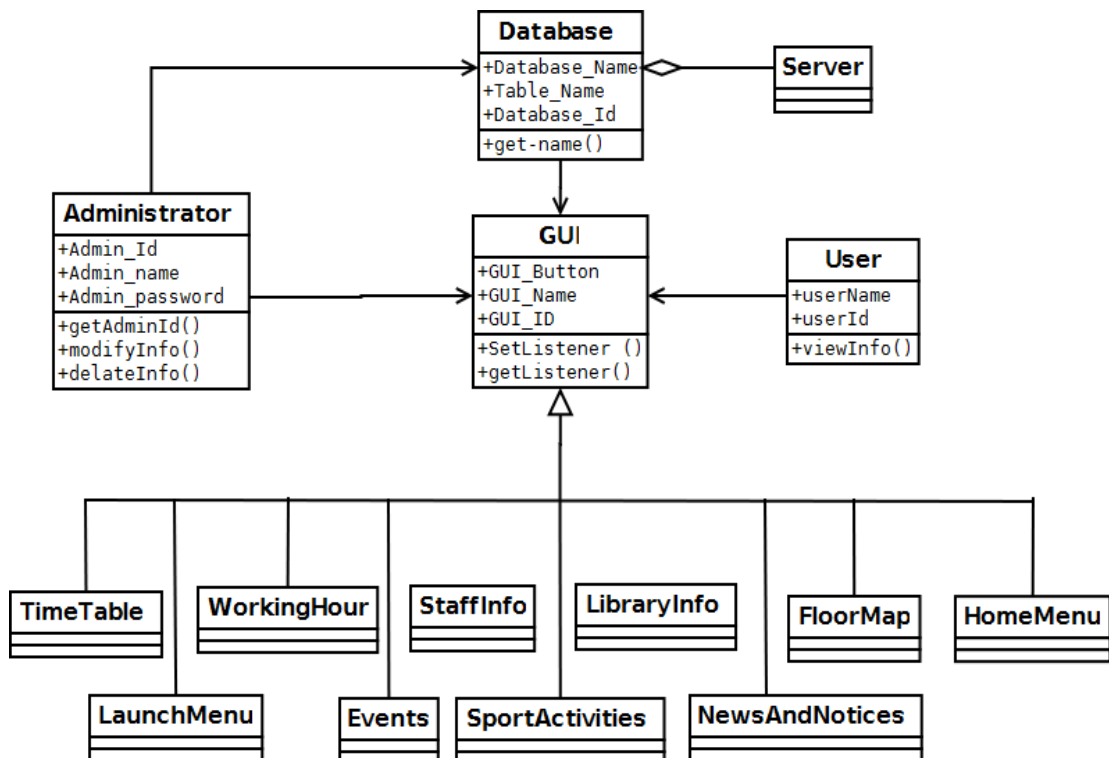 Database
+Database_Name
+Table_Name
+Database_Id
+get-name()
Server
Administrator
+Admin_Id
+Admin_name
+Admin_password
+getAdminId()
+modifyInfo()
+delateInfo()
GUI
+GUI_Button
+GUI_Name
+GUI_ID
+SetListener ()
+getListener()
User
+userName
+userId
+viewInfo()
TimeTable
WorkingHour
StaffInfo
LibraryInfo
FloorMap
HomeMenu
LaunchMenu
Events
SportActivities
NewsAndNotices